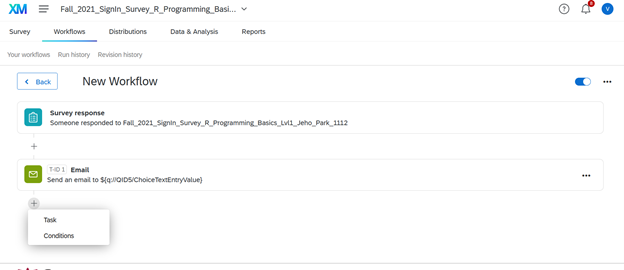 XM
Fall_2021_SignIn_Survey_R_Programming_Basi...
?
4
V
Survey
Workflows
Distributions
Data & Analysis
Reports
Your workflows
Run history
Revision history
Back
New Workflow
Survey response
Someone responded to Fall_2021_SignIn_Survey_R_Programming_Basics_Lvl1_Jeho_Park_1112
T-ID 1 Email
Send an email to ${q://QID5/ChoiceTextEntryValue}
Task
Conditions